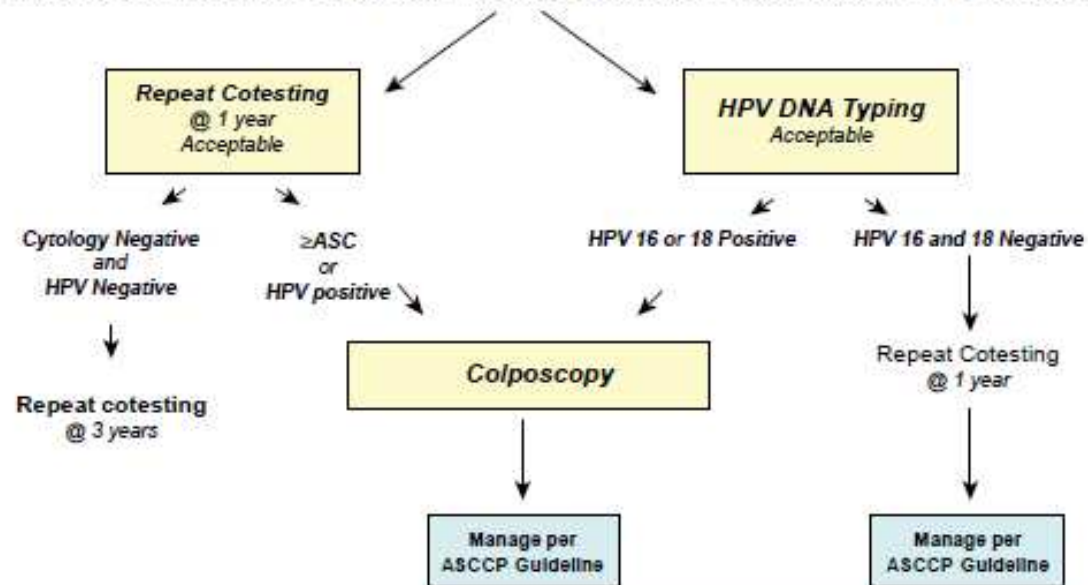 Repeat Cotesting
@ 1 year
Acceptable
HPV DNA Typing
Acceptable
Cytology Negative
and
HPV Negative
≥ASC
or
HPV positive
HPV 16 or 18 Positive
HPV 16 and 18 Negative
Repeat cotesting
@ 3 years
Colposcopy
Repeat Cotesting
@ 1 year
Manage per
ASCCP Guideline
Manage per
ASCCP Guideline